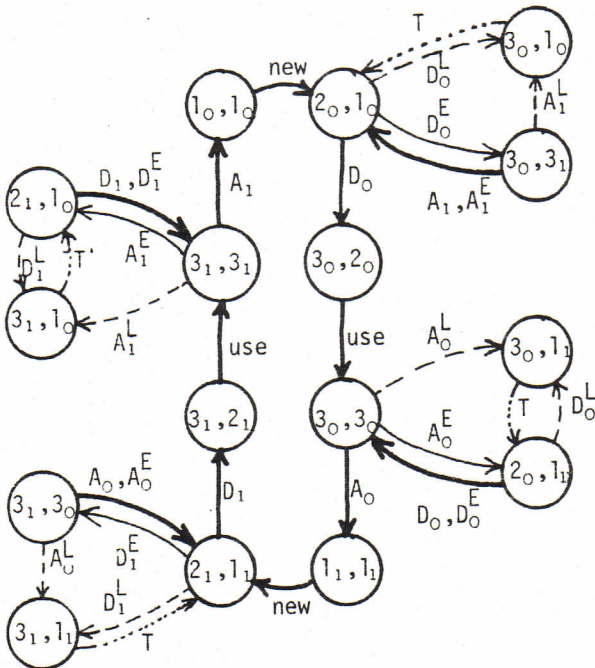 T
3₀,1₀
new
D₀ᴸ
1₀,1₀
2₀,1₀
A₁ᴸ
D₀ᴱ
3₀,3₁
D₁,D₁ᴱ
A₁
A₁,A₁ᴱ
2₁,1₀
D₀
A₁ᴱ
D₁ᴸ
T
3₁,3₁
3₀,2₀
3₁,1₀
A₁ᴸ
use
use
A₀ᴸ
3₀,1₁
3₁,2₁
3₀,3₀
T
D₀ᴸ
A₀ᴱ
A₀,A₀ᴱ
D₁
2₀,1₁
3₁,3₀
A₀
D₀,D₀ᴱ
D₁ᴱ
A₀ᴸ
2₁,1₁
1₁,1₁
D₁ᴸ
new
3₁,1₁
T